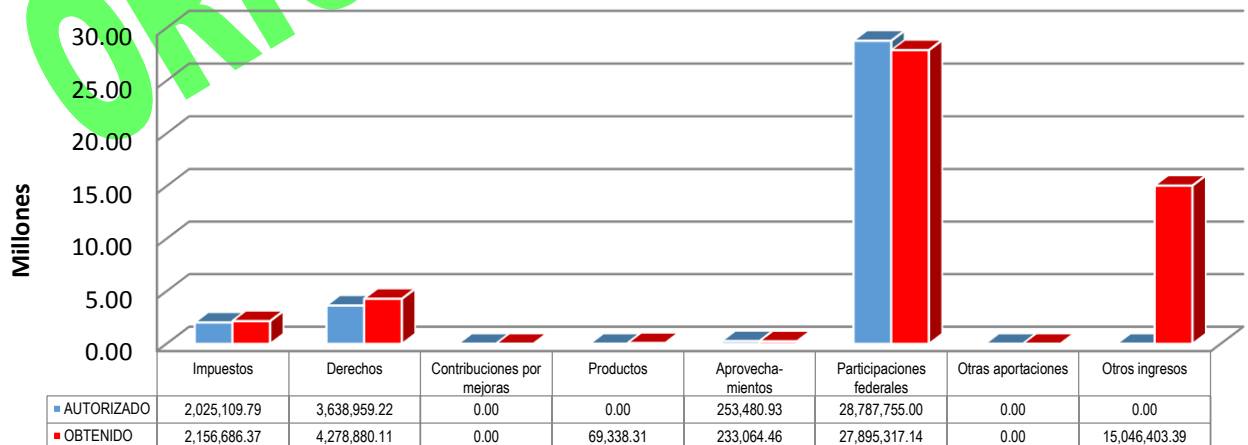 30.00
25.00
20.00
15.00
10.00
5.00
0.00
Millones
Impuestos
Derechos
Contribuciones por
mejoras
Productos
Aprovecha-
mientos
Participaciones
federales
Otras aportaciones
Otros ingresos
AUTORIZADO 2,025,109.79 3,638,959.22 0.00 0.00 253,480.93 28,787,755.00 0.00 0.00
OBTENIDO 2,156,686.37 4,278,880.11 0.00 69,338.31 233,064.46 27,895,317.14 0.00 15,046,403.39